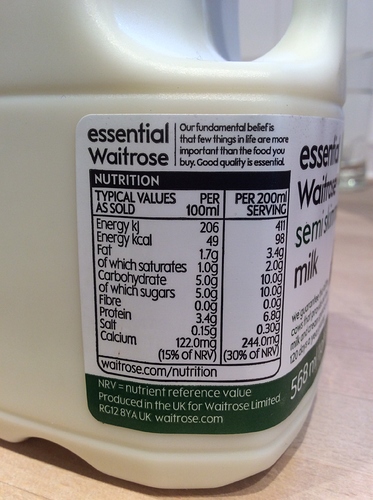 essential
Waitrose
Our fundamental belief is
that few things in life are more
important than the food you
buy. Good quality is essential.
NUTRITION
TYPICAL VALUES AS SOLD PER 100ml PER 200ml SERVING
Energy kJ 206 411
Energy kcal 49 98
Fat 1.7g 3.4g
of which saturates 1.0g 2.0g
Carbohydrate 5.0g 10.0g
of which sugars 5.0g 10.0g
Fibre 0.0g 0.0g
Protein 3.4g 6.8g
Salt 0.15g 0.30g
Calcium 122.0mg 244.0mg
(15% of NRV) (30% of NRV)
waitrose.com/nutrition
NRV = nutrient reference value
Produced in the UK for Waitrose Limited
RG12 8YA UK waitrose.com
essential
Waitrose
semi skim
milk
we guarantee
120 days a
568 m